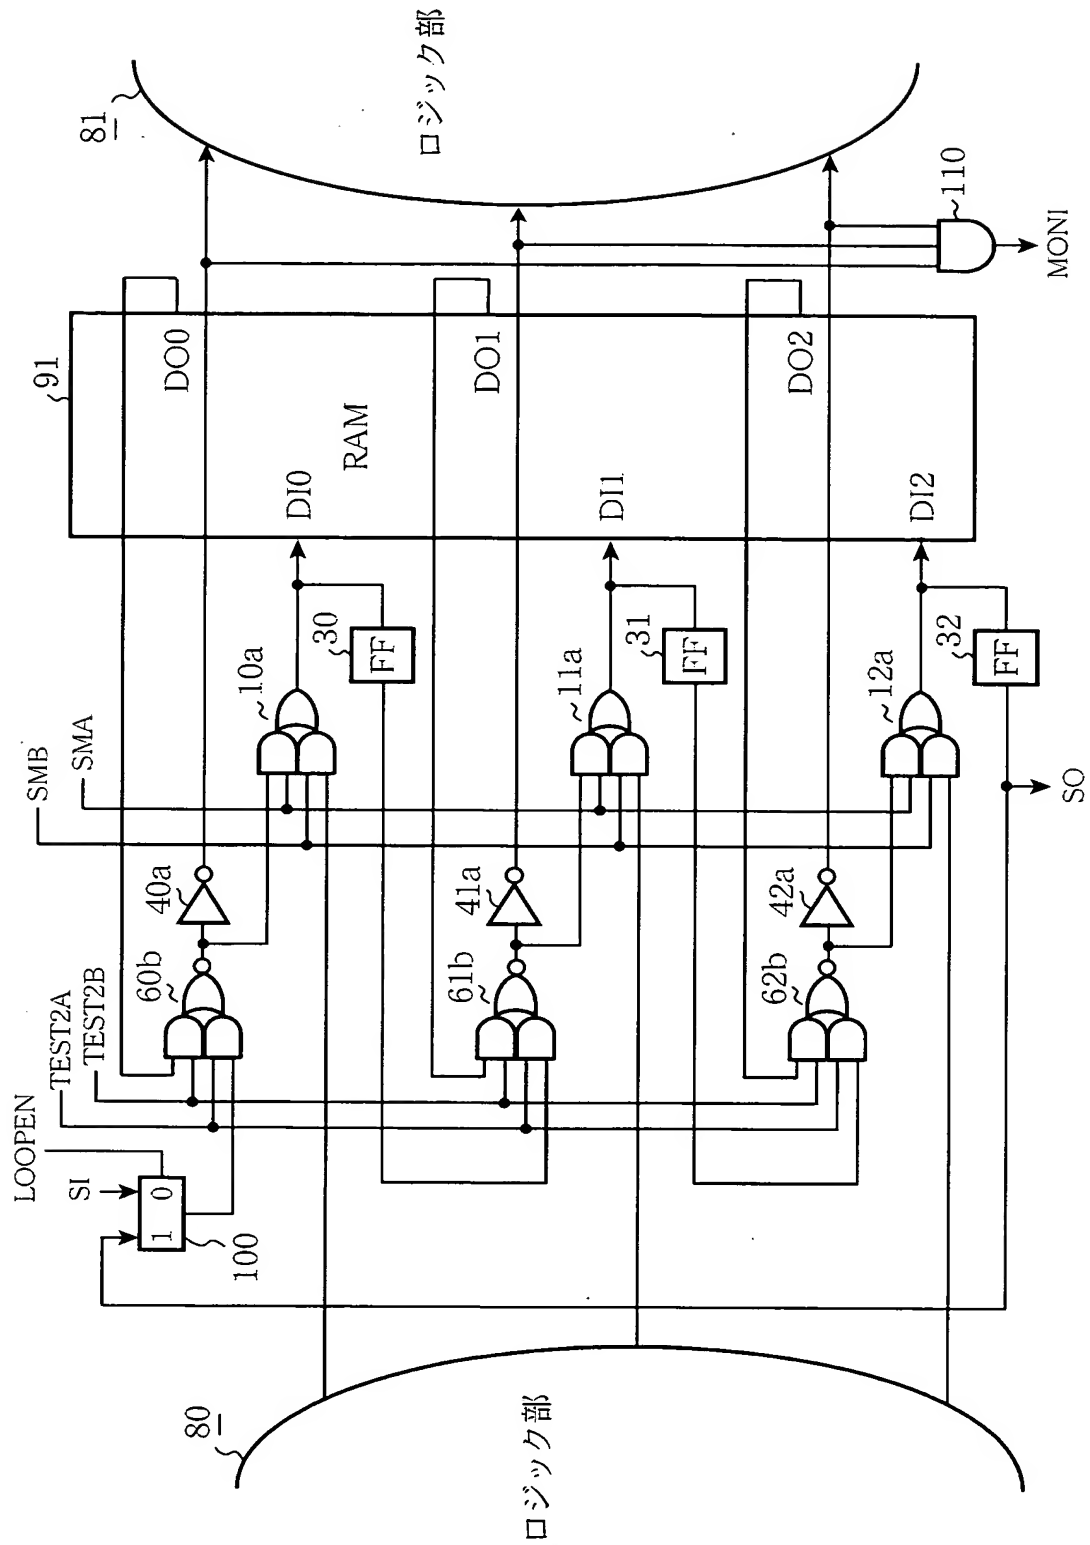 81
ロジック部
110
MONI
91
DO0
DO1
DO2
RAM
DI0
DI1
DI2
30
FF
31
FF
32
FF
10a
11a
12a
SMB
SMA
SO
40a
41a
42a
60b
61b
62b
TEST2A
TEST2B
LOOPEN
SI
1 0
100
80
ロジック部